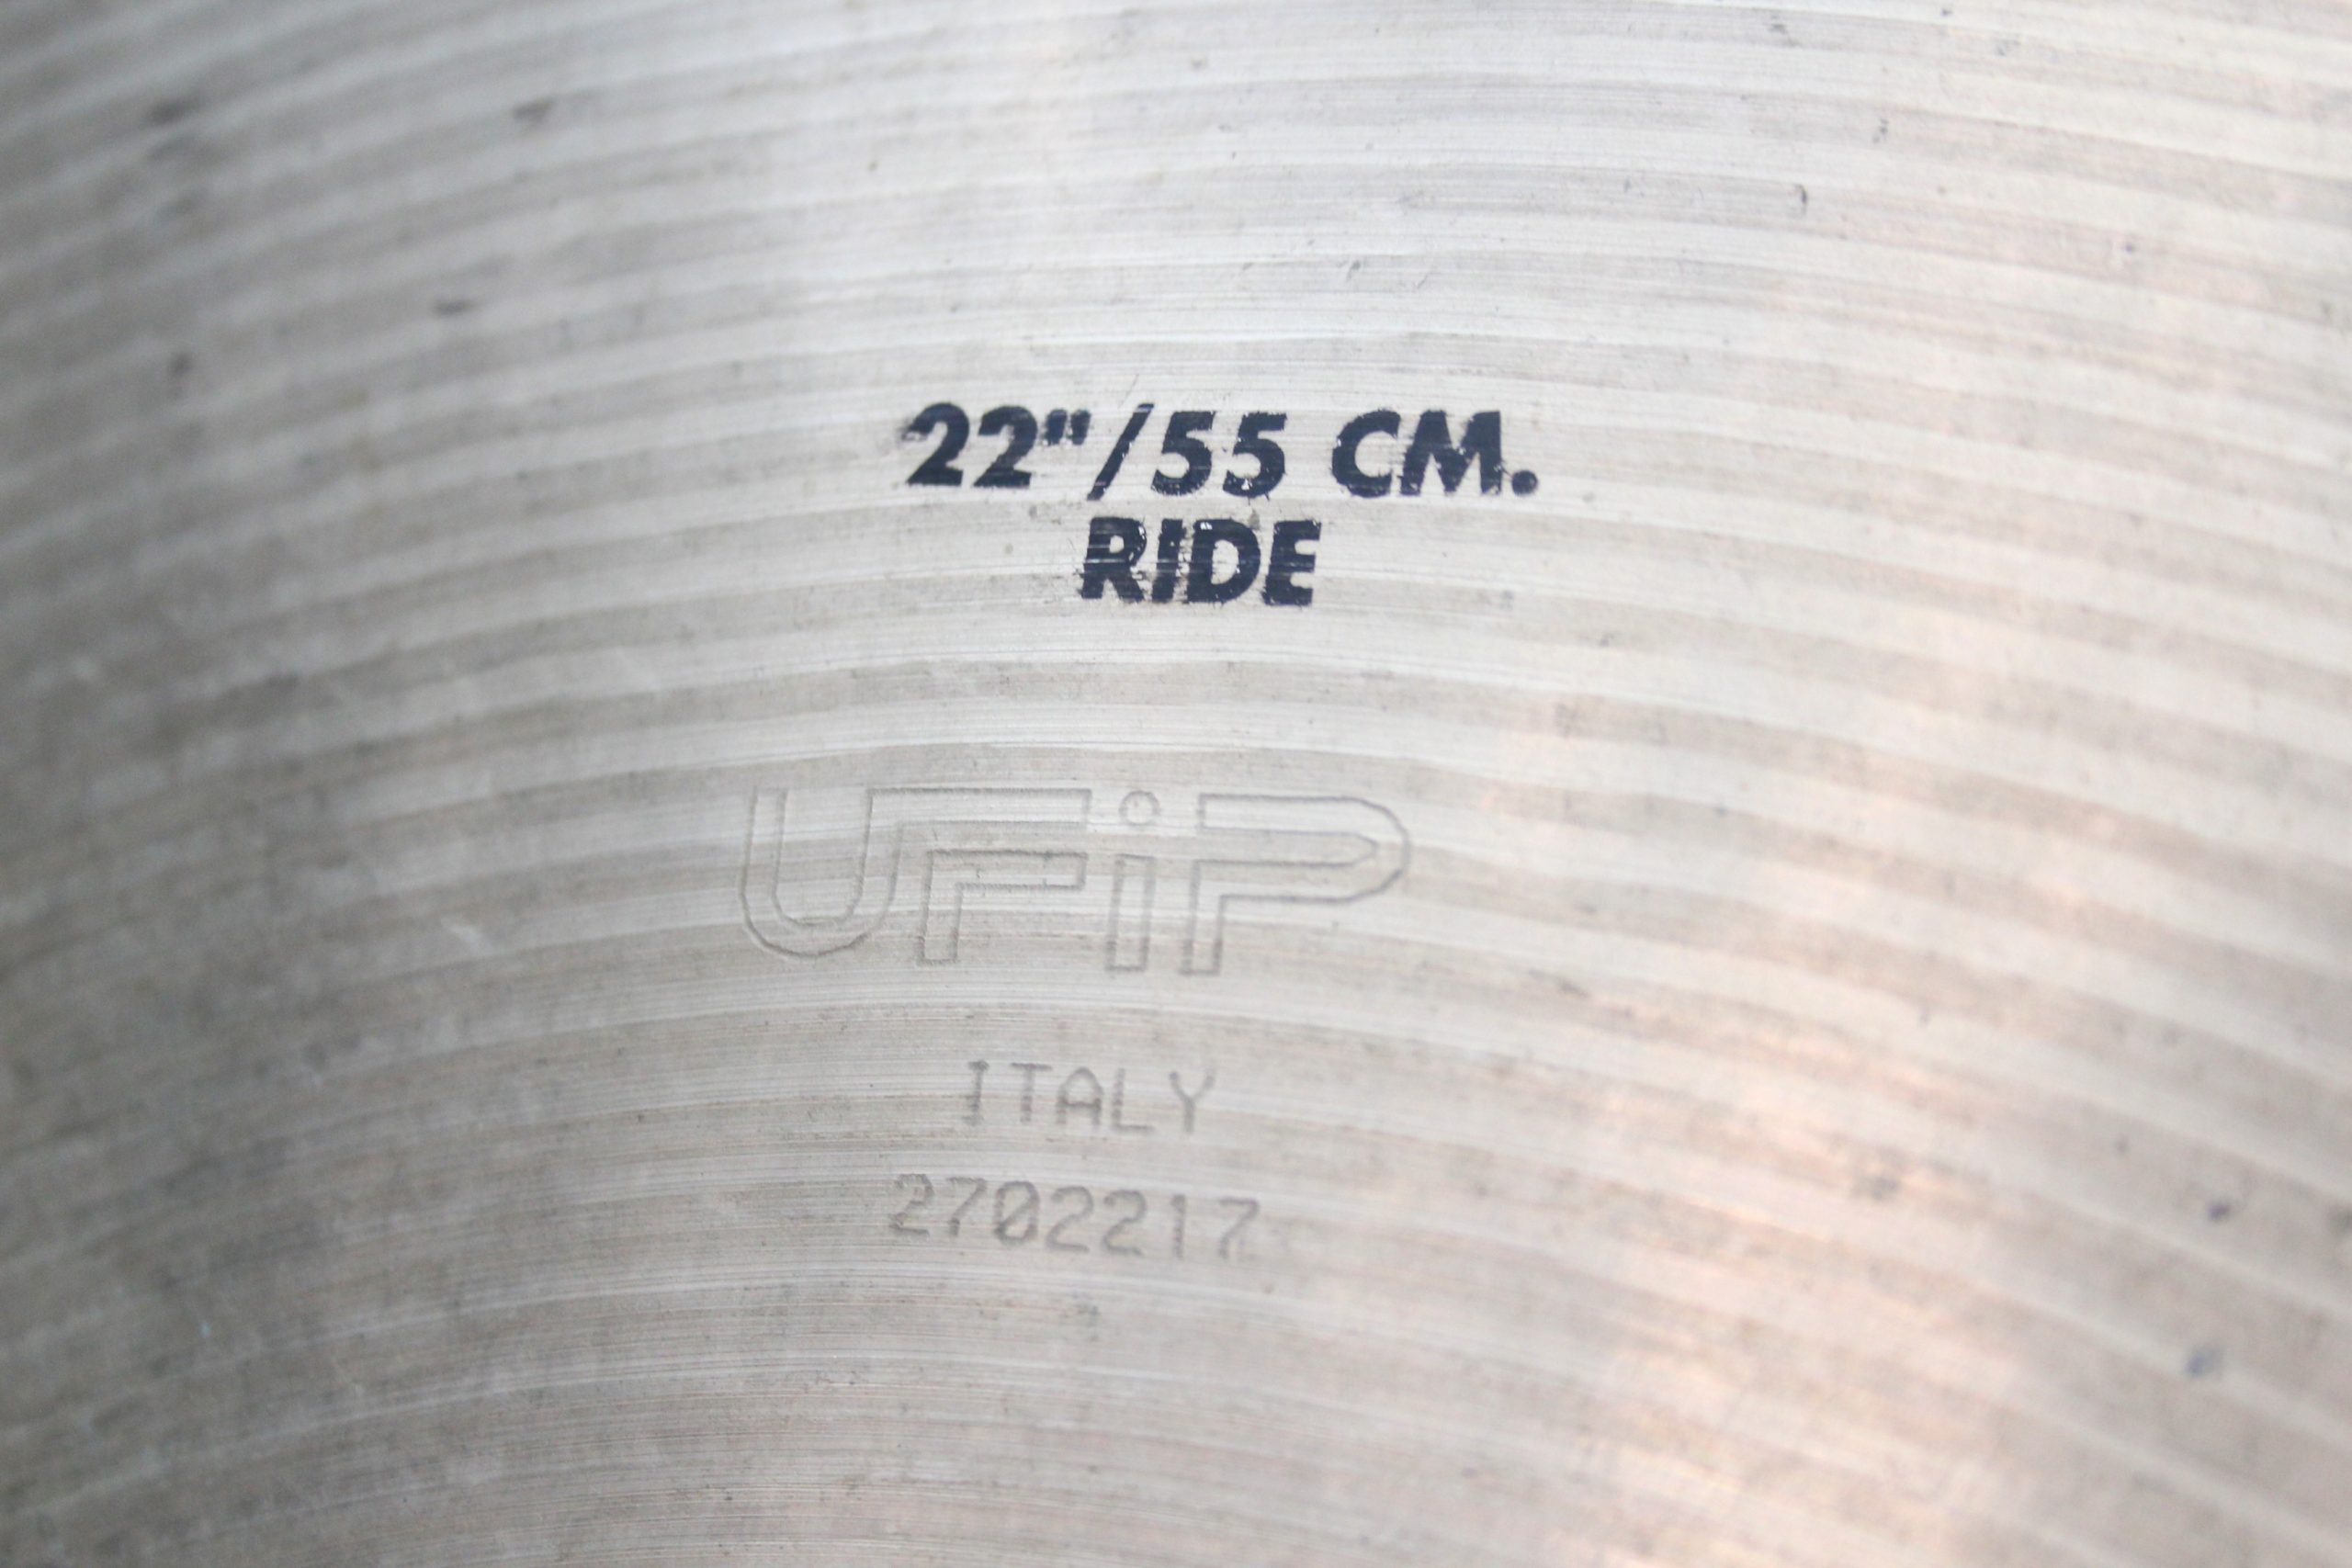 22"/55 CM.
RIDE
UFiP
ITALY
2702217